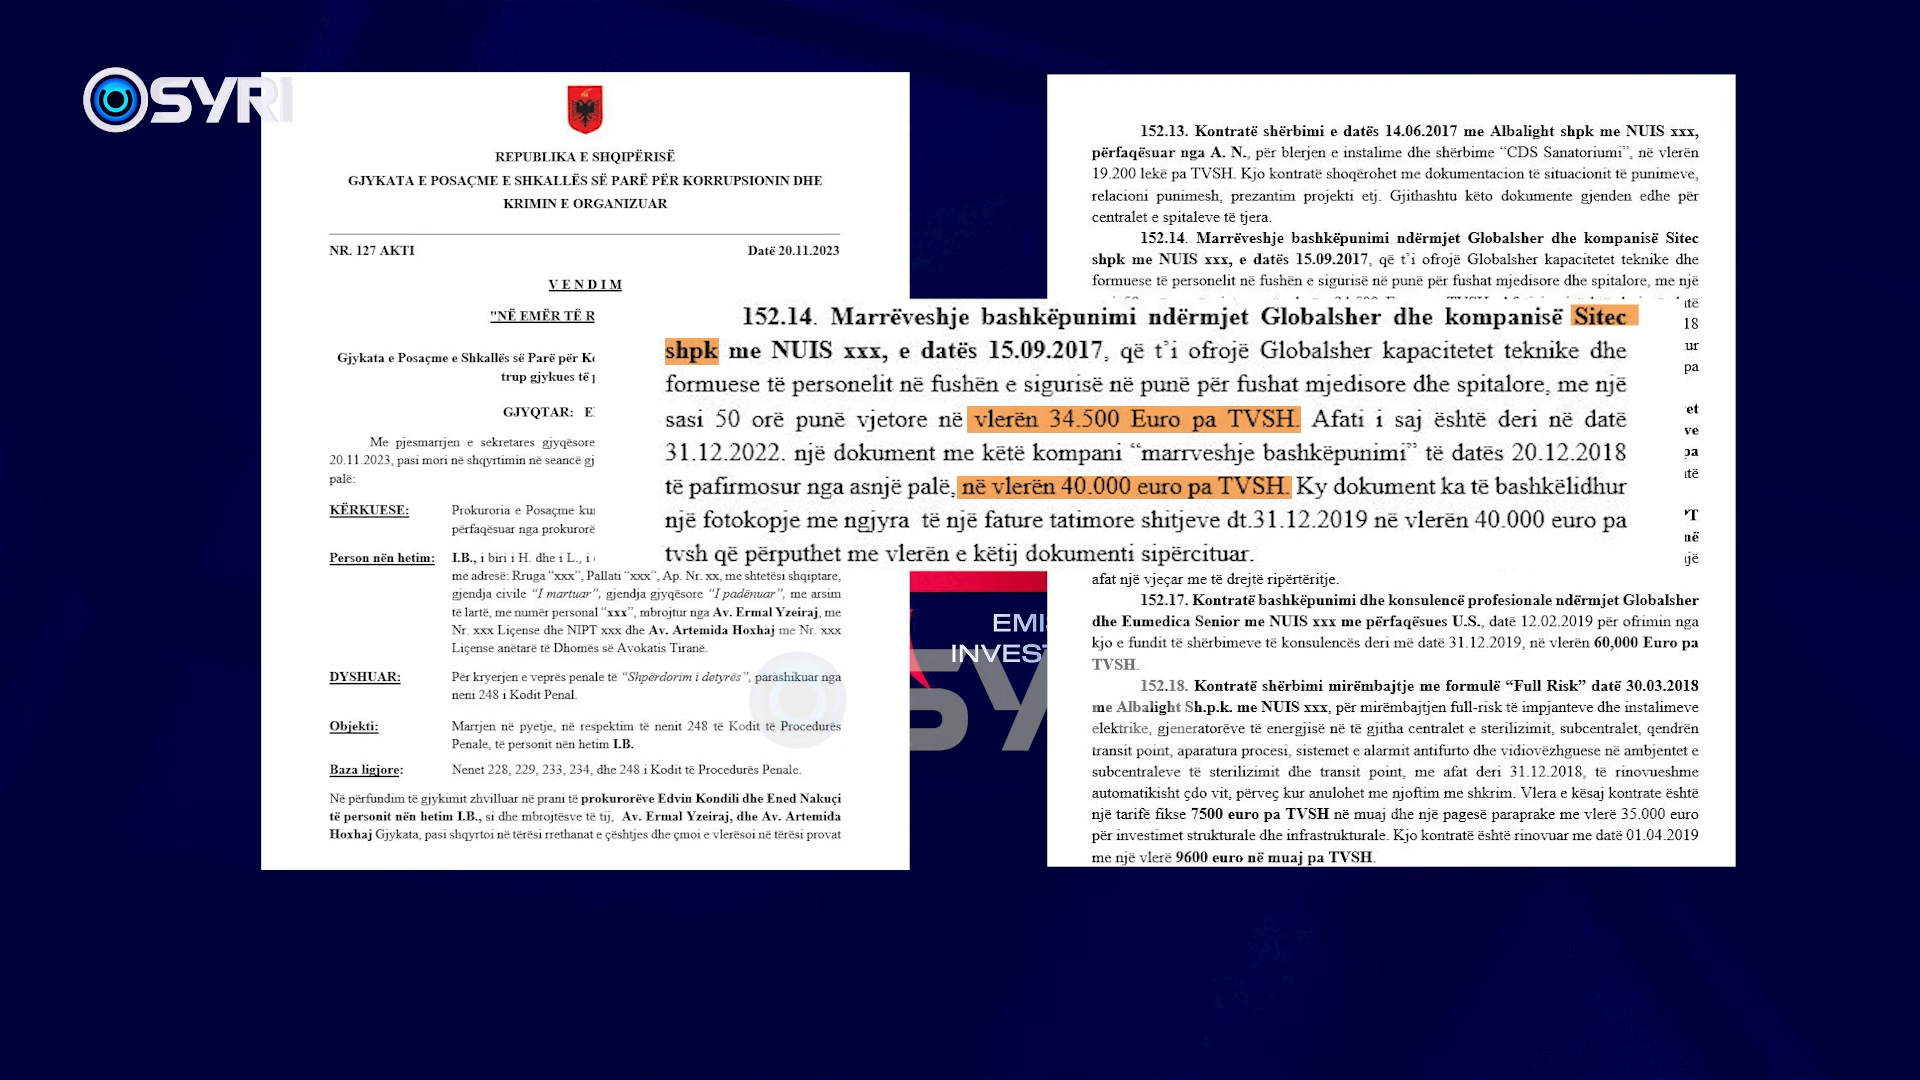 SYRI
REPUBLIKA E SHQIPËRISË
GJYKATA E POSAÇME E SHKALLËS SË PARË PËR KORRUPSIONIN DHE
KRIMIN E ORGANIZUAR
NR. 127 AKTI Datë 20.11.2023
V E N D I M
"NË EMËR TË R
Gjykata e Posaçme e Shkallës së Parë për Ko
trup gjykues të p
GJYQTAR: E
Me pjesmarrjen e sekretares gjyqësore
20.11.2023, pasi mori në shqyrtimin në seancë gj
palë:
KËRKUESE: Prokuroria e Posaçme ku
përfaqësuar nga prokurorë
Person nën hetim: I.B., i biri i H. dhe i L., i
me adresë: Rruga “xxx”, Pallati “xxx”, Ap. Nr. xx, me shtetësi shqiptare,
gjendja civile “I martuar”, gjendja gjyqësore “I padënuar”, me arsim
të lartë, me numër personal “xxx”, mbrojtur nga Av. Ermal Yzeiraj, me
Nr. xxx Liçense dhe NIPT xxx dhe Av. Artemida Hoxhaj me Nr. xxx
Liçense anëtarë të Dhomës së Avokatis Tiranë.
DYSHUAR: Për kryerjen e veprës penale të “Shpërdorim i detyrës”, parashikuar nga
neni 248 i Kodit Penal.
Objekti: Marrjen në pyetje, në respektim të nenit 248 të Kodit të Procedurës
Penale, të personit nën hetim I.B.
Baza ligjore: Nenet 228, 229, 233, 234, dhe 248 i Kodit të Procedurës Penale.
Në përfundim të gjykimit zhvilluar në prani të prokurorëve Edvin Kondili dhe Ened Nakuçi
të personit nën hetim I.B., si dhe mbrojtësve të tij, Av. Ermal Yzeiraj, dhe Av. Artemida
Hoxhaj Gjykata, pasi shqyrtoi në tërësi rrethanat e çështjes dhe çmoi e vlerësoi në tërësi provat
152.13. Kontratë shërbimi e datës 14.06.2017 me Albalight shpk me NUIS xxx,
përfaqësuar nga A. N., për blerjen e instalime dhe shërbime “CDS Sanatoriumi”, në vlerën
19.200 lekë pa TVSH. Kjo kontratë shoqërohet me dokumentacion të situacionit të punimeve,
relacioni punimesh, prezantim projekti etj. Gjithashtu këto dokumente gjenden edhe për
centralet e spitaleve të tjera.
152.14. Marrëveshje bashkëpunimi ndërmjet Globalsher dhe kompanisë Sitec
shpk me NUIS xxx, e datës 15.09.2017, që t’i ofrojë Globalsher kapacitetet teknike dhe
formuese të personelit në fushën e sigurisë në punë për fushat mjedisore dhe spitalore, me një
152.14. Marrëveshje bashkëpunimi ndërmjet Globalsher dhe kompanisë Sitec
shpk me NUIS xxx, e datës 15.09.2017, që t’i ofrojë Globalsher kapacitetet teknike dhe
formuese të personelit në fushën e sigurisë në punë për fushat mjedisore dhe spitalore, me një
sasi 50 orë punë vjetore në vlerën 34.500 Euro pa TVSH. Afati i saj është deri në datë
31.12.2022. një dokument me këtë kompani “marrveshje bashkëpunimi” të datës 20.12.2018
të pafirmosur nga asnjë palë, në vlerën 40.000 euro pa TVSH. Ky dokument ka të bashkëlidhur
një fotokopje me ngjyra të një fature tatimore shitjeve dt.31.12.2019 në vlerën 40.000 euro pa
tvsh që përputhet me vlerën e këtij dokumenti sipërcituar.
afat një vjeçar me të drejtë ripërtëritje.
152.17. Kontratë bashkëpunimi dhe konsulencë profesionale ndërmjet Globalsher
dhe Eumedica Senior me NUIS xxx me përfaqësues U.S., datë 12.02.2019 për ofrimin nga
kjo e fundit të shërbimeve të konsulencës deri më datë 31.12.2019, në vlerën 60,000 Euro pa
TVSH.
152.18. Kontratë shërbimi mirëmbajtje me formulë “Full Risk” datë 30.03.2018
me Albalight Sh.p.k. me NUIS xxx, për mirëmbajtjen full-risk të impjanteve dhe instalimeve
elektrike, gjeneratorëve të energjisë në të gjitha centralet e sterilizimit, subcentralet, qendrën
transit point, aparatura procesi, sistemet e alarmit antifurto dhe vidiovëzhguese në ambjentet e
subcentraleve të sterilizimit dhe transit point, me afat deri 31.12.2018, të rinovueshme
automatikisht çdo vit, përveç kur anulohet me njoftim me shkrim. Vlera e kësaj kontrate është
një tarifë fikse 7500 euro pa TVSH në muaj dhe një pagesë paraprake me vlerë 35.000 euro
për investimet strukturale dhe infrastrukturale. Kjo kontratë është rinovuar me datë 01.04.2019
me një vlerë 9600 euro në muaj pa TVSH.
EMIS
INVEST
SY